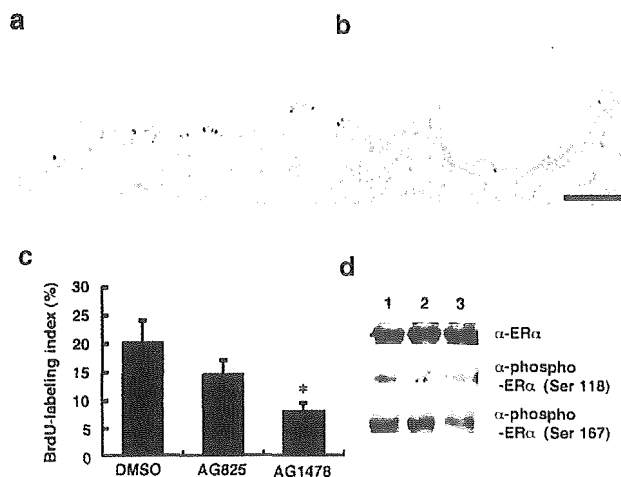 a
b
c
BrdU-labeling index (%)
30
25
20
15
10
5
0
*
DMSO
AG825
AG1478
d
1 2 3
α-ERα
α-phospho
-ERα (Ser 118)
α-phospho
-ERα (Ser 167)